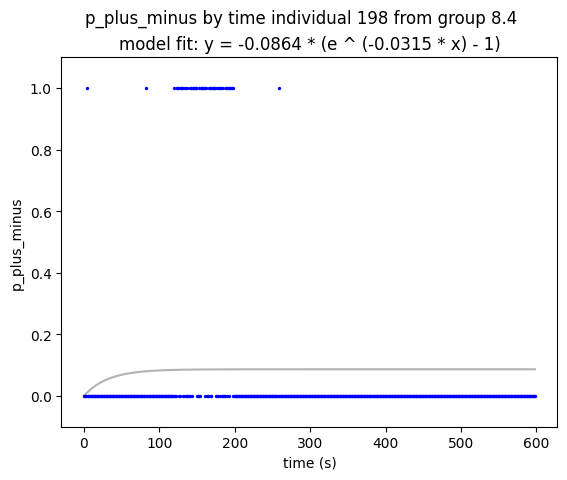 p_plus_minus by time individual 198 from group 8.4
model fit: y = -0.0864 * (e ^ (-0.0315 * x) - 1)
1.0
0.8
0.6
0.4
0.2
0.0
p_plus_minus
0 100 200 300 400 500 600
time (s)